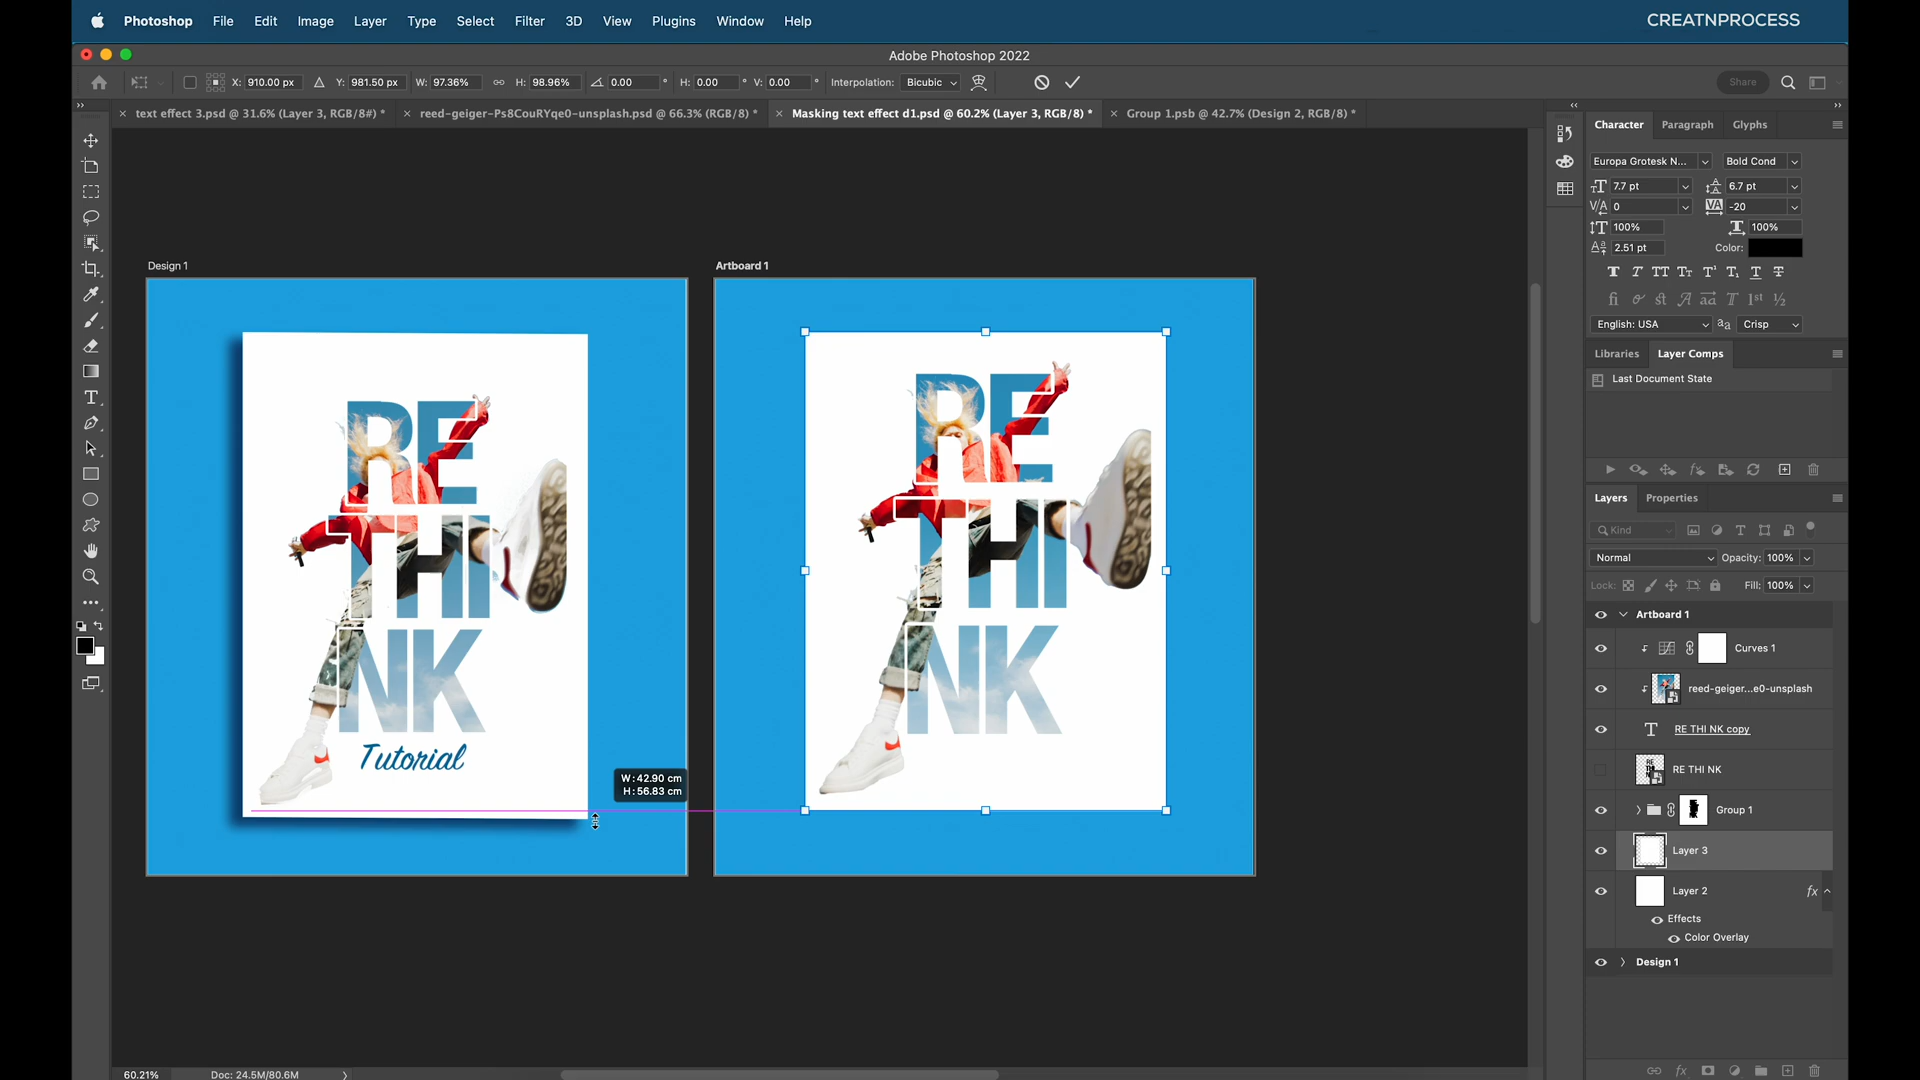 Photoshop File Edit Image Layer Type Select Filter 3D View Plugins Window Help
CREATNPROCESS
Adobe Photoshop 2022
X: 910.00 px Y: 981.50 px W: 97.36% H: 98.96% 0.00 ° H: 0.00 ° V: 0.00 ° Interpolation: Bicubic Share
text effect 3.psd @ 31.6% (Layer 3, RGB/8#) * reed-geiger-Ps8CouRYqe0-unsplash.psd @ 66.3% (RGB/8) * Masking text effect d1.psd @ 60.2% (Layer 3, RGB/8) * Group 1.psb @ 42.7% (Design 2, RGB/8) *
Character Paragraph Glyphs
Europa Grotesk N... Bold Cond
7.7 pt 6.7 pt
0 -20
100% 100%
2.51 pt Color:
English: USA Crisp
Libraries Layer Comps
Last Document State
Layers Properties
Kind
Normal Opacity: 100%
Lock: Fill: 100%
Artboard 1
Curves 1
reed-geiger...e0-unsplash
RE THI NK copy
RE THI NK
Group 1
Layer 3
Layer 2 fx
Effects
Color Overlay
Design 1
Design 1
RE
THI
NK
Tutorial
W: 42.90 cm
H: 56.83 cm
Artboard 1
RE
THI
NK
60.21% Doc: 24.5M/80.6M